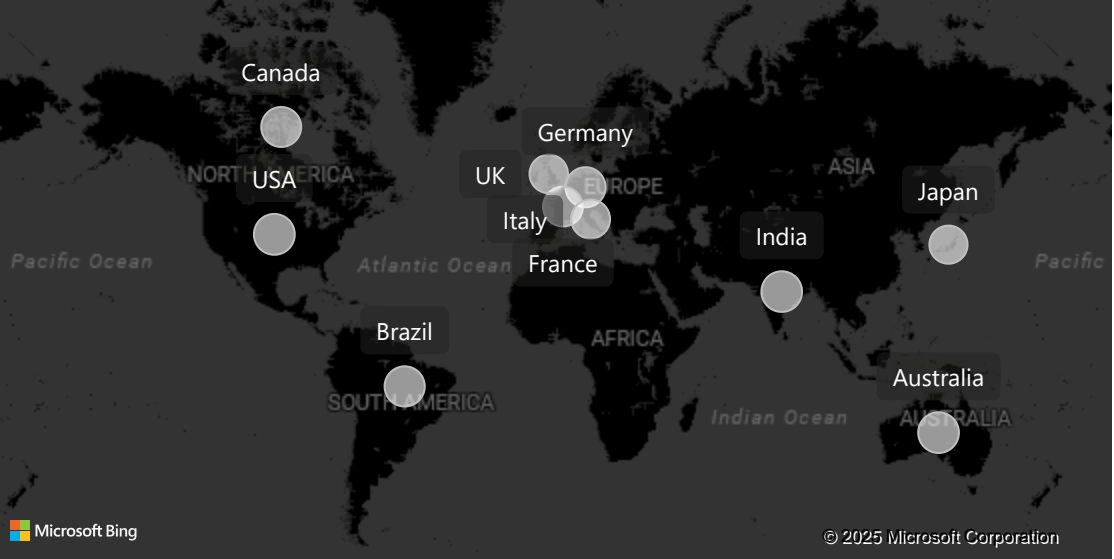 Canada
Germany
NORTH AMERICA
USA
UK
EUROPE
ASIA
Japan
Italy
India
Pacific Ocean
Atlantic Ocean
France
Pacific
Brazil
AFRICA
Australia
SOUTH AMERICA
Indian Ocean
AUSTRALIA
Microsoft Bing
© 2025 Microsoft Corporation